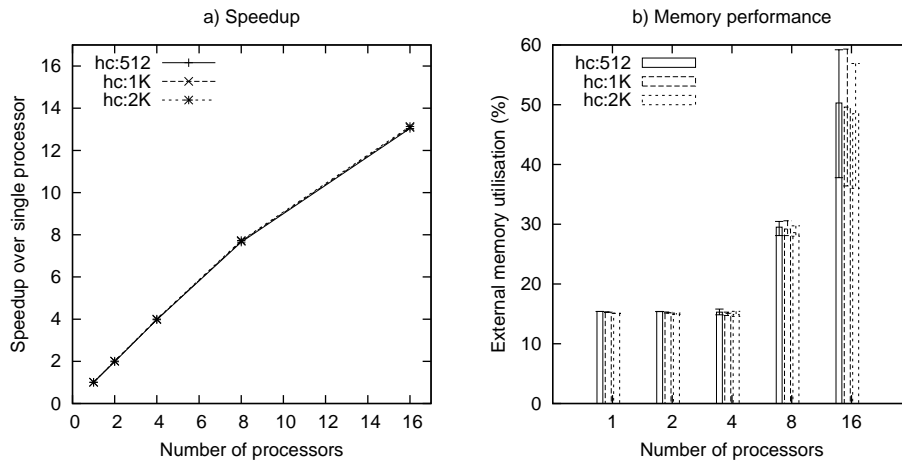 a) Speedup
16
14
12
10
8
6
4
2
0
Speedup over single processor
hc:512
hc:1K
hc:2K
0 2 4 6 8 10 12 14 16
Number of processors
b) Memory performance
60
50
40
30
20
10
0
External memory utilisation (%)
hc:512
hc:1K
hc:2K
1 2 4 8 16
Number of processors